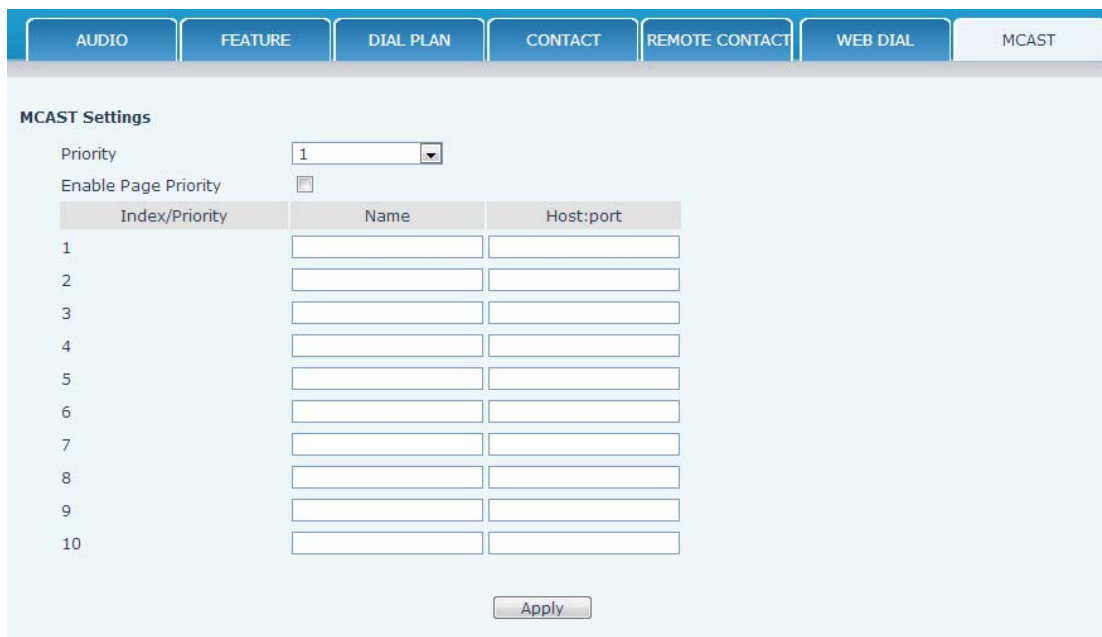 AUDIO FEATURE DIAL PLAN CONTACT REMOTE CONTACT WEB DIAL MCAST
MCAST Settings
Priority 1
Enable Page Priority
Index/Priority Name Host:port
1
2
3
4
5
6
7
8
9
10
Apply